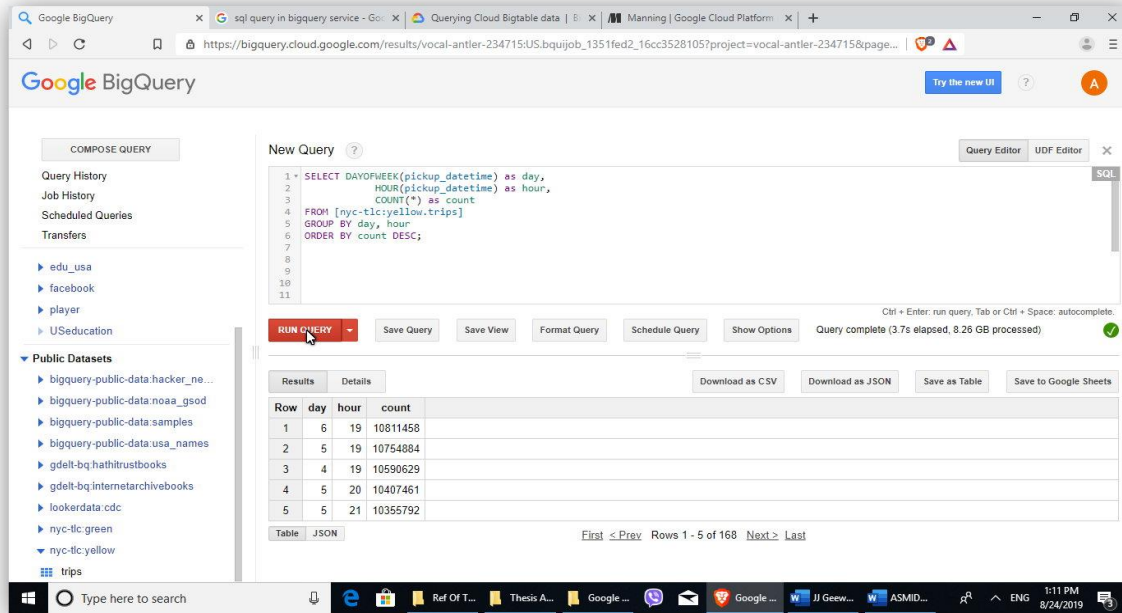 Google BigQuery
sql query in bigquery service - Goo
Querying Cloud Bigtable data | B
Manning | Google Cloud Platform
https://bigquery.cloud.google.com/results/vocal-antler-234715:US.bquijob_1351fed2_16cc3528105?project=vocal-antler-234715&page...
2
Google BigQuery
Try the new UI
?
A
COMPOSE QUERY
Query History
Job History
Scheduled Queries
Transfers
edu_usa
facebook
player
USeducation
Public Datasets
bigquery-public-data:hacker_ne...
bigquery-public-data:noaa_gsod
bigquery-public-data:samples
bigquery-public-data:usa_names
gdelt-bq:hathitrustbooks
gdelt-bq:internetarchivebooks
lookerdata:cdc
nyc-tlc:green
nyc-tlc:yellow
trips
New Query ?
Query Editor UDF Editor
SQL
1 SELECT DAYOFWEEK(pickup_datetime) as day,
2 HOUR(pickup_datetime) as hour,
3 COUNT(*) as count
4 FROM [nyc-tlc:yellow.trips]
5 GROUP BY day, hour
6 ORDER BY count DESC;
7
8
9
10
11
Ctrl + Enter: run query, Tab or Ctrl + Space: autocomplete.
RUN QUERY Save Query Save View Format Query Schedule Query Show Options Query complete (3.7s elapsed, 8.26 GB processed)
Results Details Download as CSV Download as JSON Save as Table Save to Google Sheets
Row day hour count
1 6 19 10811458
2 5 19 10754884
3 4 19 10590629
4 5 20 10407461
5 5 21 10355792
Table JSON First < Prev Rows 1 - 5 of 168 Next > Last
Type here to search
Ref Of T...
Thesis A...
Google ...
Google ...
JJ Geew...
ASMID...
ENG
1:11 PM
8/24/2019
3